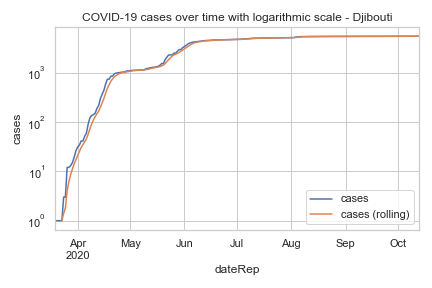 COVID-19 cases over time with logarithmic scale - Djibouti
cases
10³
10²
10¹
10⁰
cases
cases (rolling)
Apr May Jun Jul Aug Sep Oct
2020
dateRep